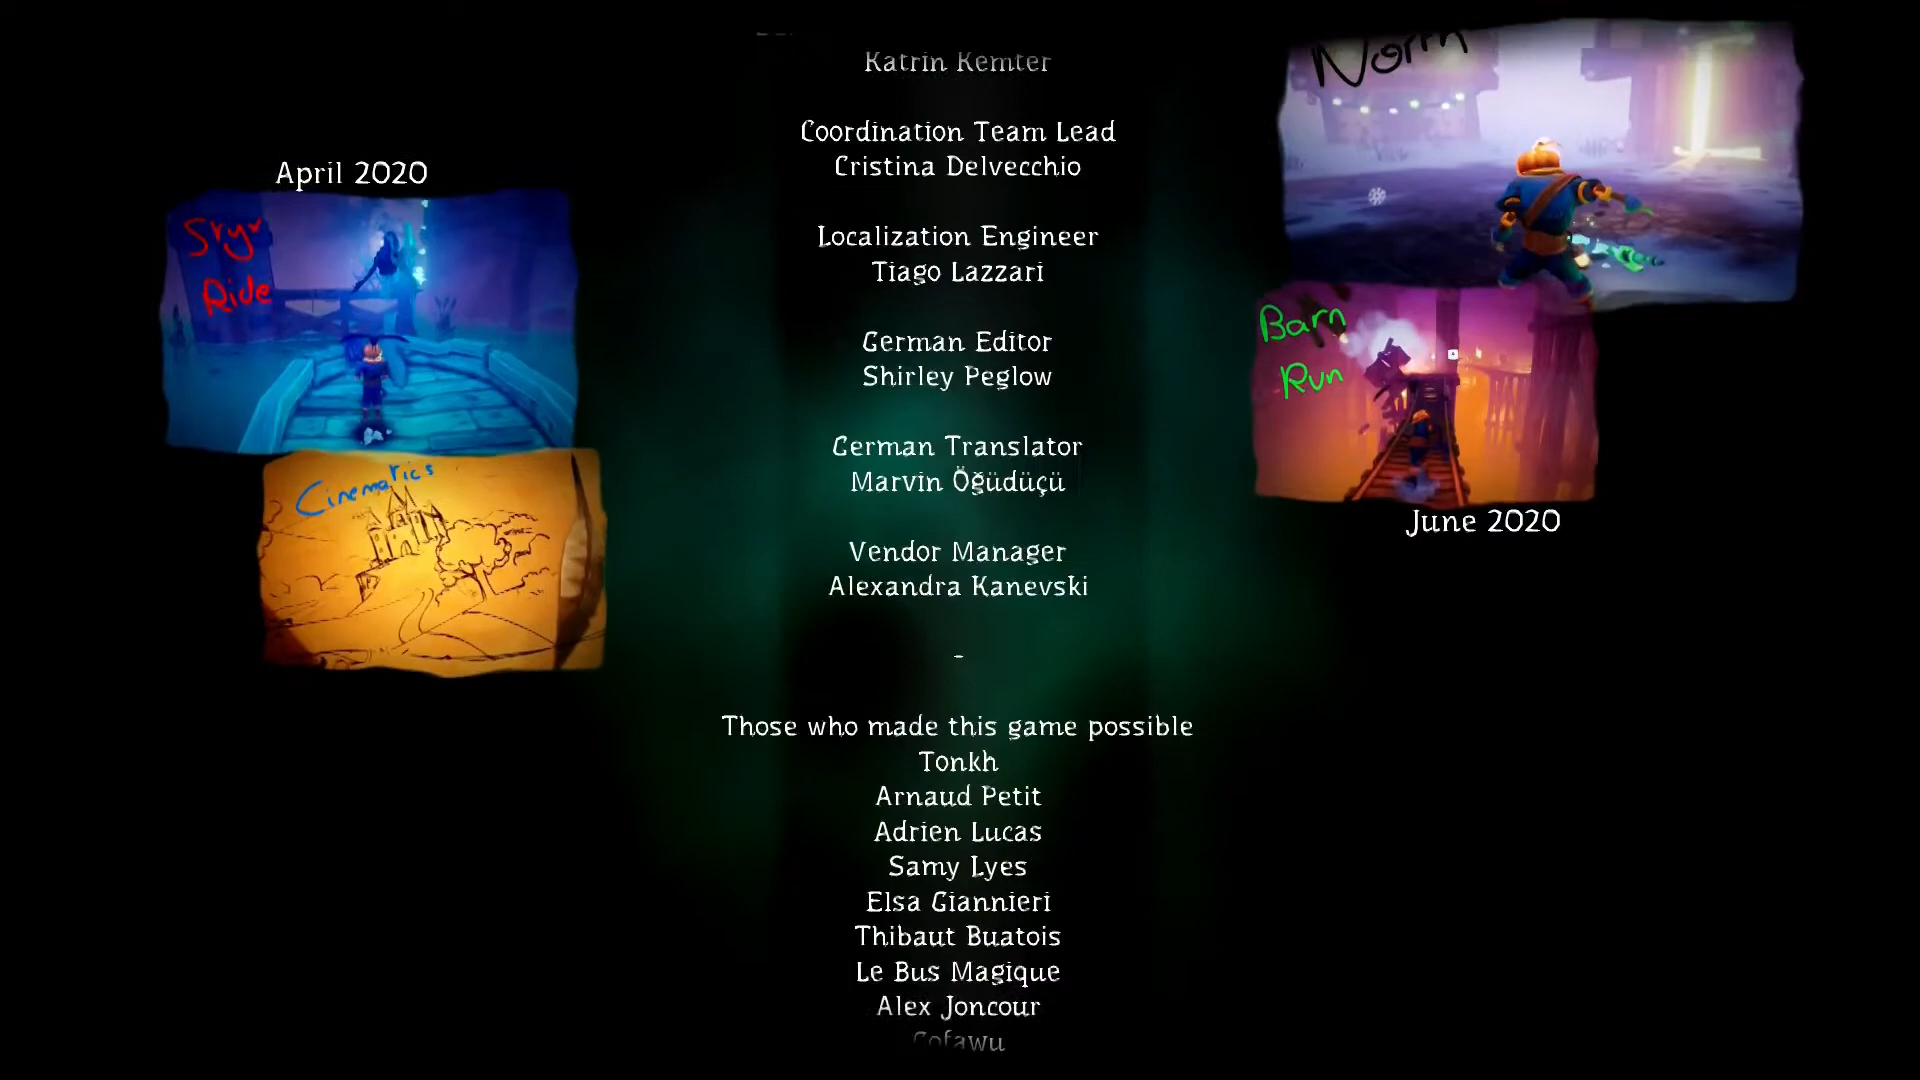 Katrin Kemter
Coordination Team Lead
Cristina Delvecchio
Localization Engineer
Tiago Lazzari
German Editor
Shirley Peglow
German Translator
Marvin Öğüdüçü
Vendor Manager
Alexandra Kanevski
-
Those who made this game possible
Tonkh
Arnaud Petit
Adrien Lucas
Samy Lyes
Elsa Giannieri
Thibaut Buatois
Le Bus Magique
Alex Joncour
Cofawu
April 2020
Styx
Ride
Cinematics
North
Barn
Run
June 2020